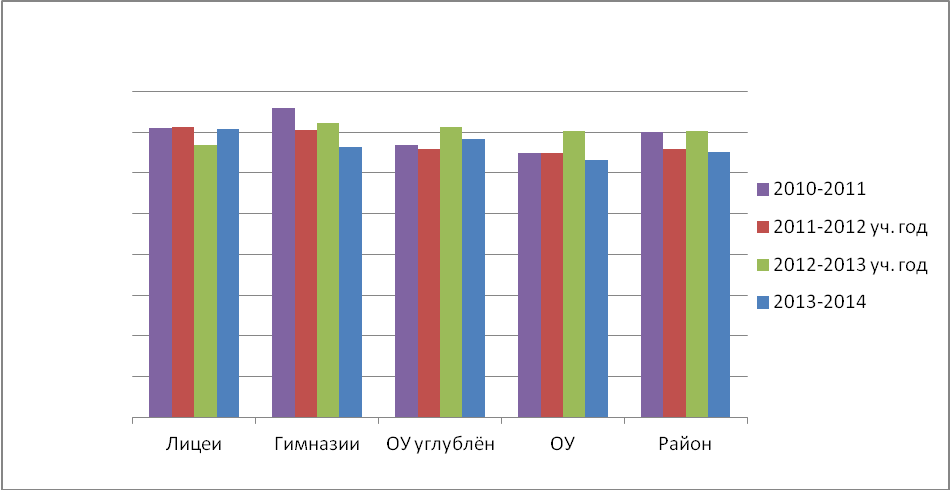 2010-2011
2011-2012 уч. год
2012-2013 уч. год
2013-2014
Лицеи Гимназии ОУ углублён ОУ Район